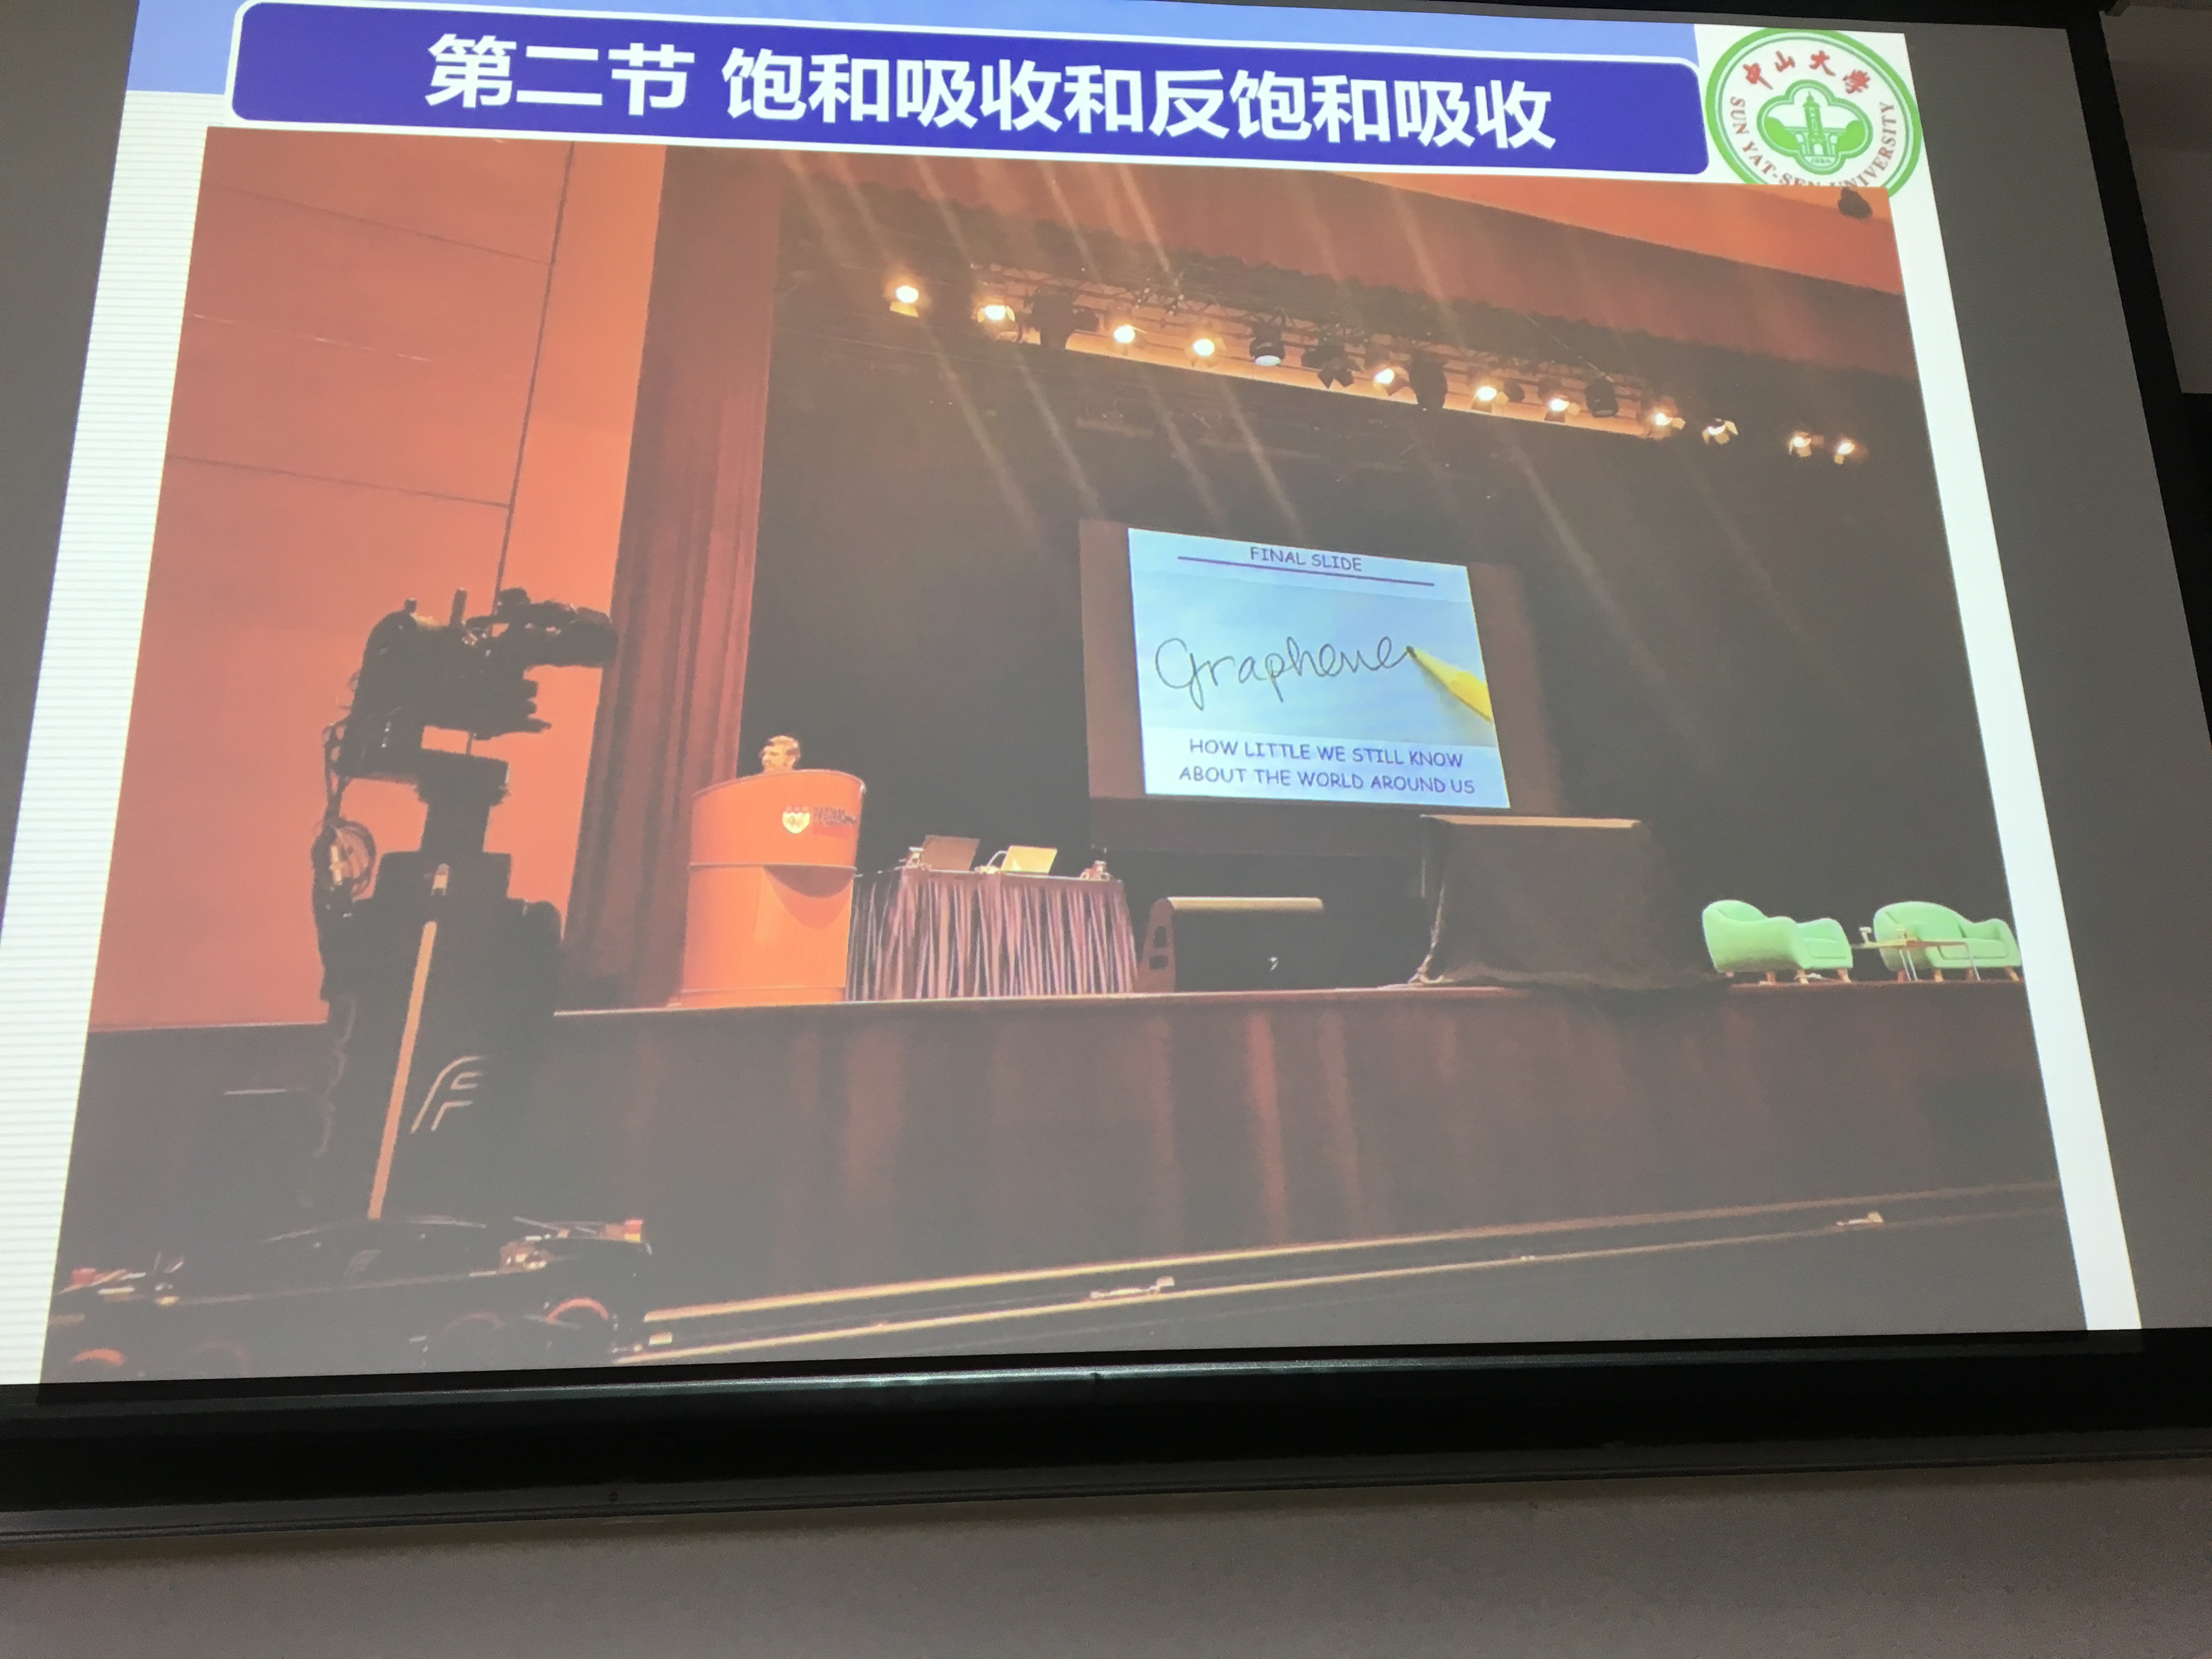 第二节 饱和吸收和反饱和吸收
中山大学
SUN YAT-SEN UNIVERSITY
FINAL SLIDE
Graphene
HOW LITTLE WE STILL KNOW
ABOUT THE WORLD AROUND US